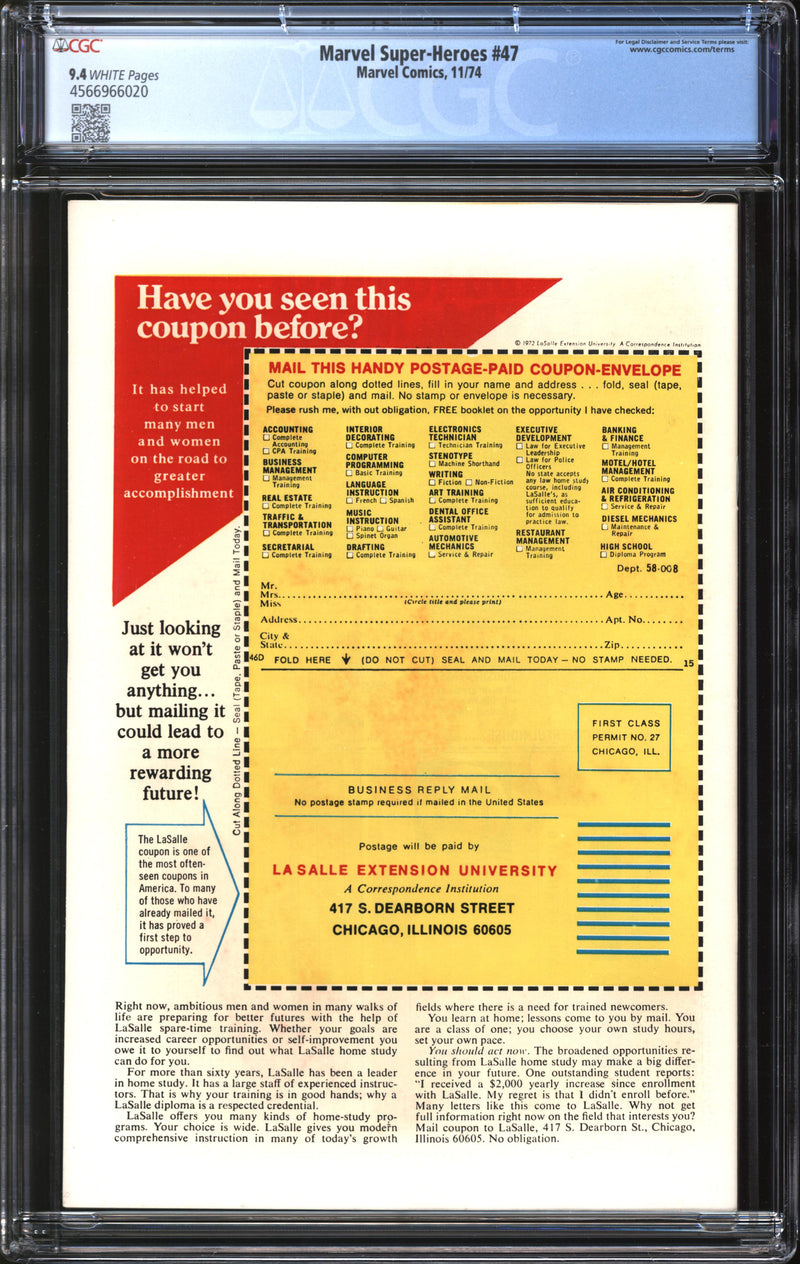 CGC
9.4 WHITE Pages
4566966020
Marvel Super-Heroes #47
Marvel Comics, 11/74
For Legal Disclaimer and Service Terms please visit:
www.cgccomics.com/terms
CGC
Have you seen this
coupon before?
© 1972 LaSalle Extension University A Correspondence Institution
It has helped
to start
many men
and women
on the road to
greater
accomplishment
MAIL THIS HANDY POSTAGE-PAID COUPON-ENVELOPE
Cut coupon along dotted lines, fill in your name and address . . . fold, seal (tape,
paste or staple) and mail. No stamp or envelope is necessary.
Please rush me, with out obligation, FREE booklet on the opportunity I have checked:
ACCOUNTING
Complete
Accounting
CPA Training
BUSINESS
MANAGEMENT
Management
Training
REAL ESTATE
Complete Training
TRAFFIC &
TRANSPORTATION
Complete Training
SECRETARIAL
Complete Training
INTERIOR
DECORATING
Complete Training
COMPUTER
PROGRAMMING
Basic Training
LANGUAGE
INSTRUCTION
French Spanish
MUSIC
INSTRUCTION
Piano Guitar
Spinet Organ
DRAFTING
Complete Training
ELECTRONICS
TECHNICIAN
Technician Training
STENOTYPE
Machine Shorthand
WRITING
Fiction Non-Fiction
ART TRAINING
Complete Training
DENTAL OFFICE
ASSISTANT
Complete Training
AUTOMOTIVE
MECHANICS
Service & Repair
EXECUTIVE
DEVELOPMENT
Law for Executive
Leadership
Law for Police
Officers
No state accepts
any law home study
course, including
LaSalle's, as
sufficient educa-
tion to qualify
for admission to
practice law.
RESTAURANT
MANAGEMENT
Management
Training
BANKING
& FINANCE
Management
Training
MOTEL/HOTEL
MANAGEMENT
Complete Training
AIR CONDITIONING
& REFRIGERATION
Service & Repair
DIESEL MECHANICS
Maintenance &
Repair
HIGH SCHOOL
Diploma Program
Dept. 58-008
Mr.
Mrs. Age
Miss (Circle title and please print)
Address Apt. No.
City &
State Zip
46D FOLD HERE (DO NOT CUT) SEAL AND MAIL TODAY – NO STAMP NEEDED. 15
Cut Along Dotted Line – Seal (Tape, Paste or Staple) and Mail Today.
Just looking
at it won't
get you
anything...
but mailing it
could lead to
a more
rewarding
future!
The LaSalle
coupon is one of
the most often-
seen coupons in
America. To many
of those who have
already mailed it,
it has proved a
first step to
opportunity.
FIRST CLASS
PERMIT NO. 27
CHICAGO, ILL.
BUSINESS REPLY MAIL
No postage stamp required if mailed in the United States
Postage will be paid by
LA SALLE EXTENSION UNIVERSITY
A Correspondence Institution
417 S. DEARBORN STREET
CHICAGO, ILLINOIS 60605
Right now, ambitious men and women in many walks of
life are preparing for better futures with the help of
LaSalle spare-time training. Whether your goals are
increased career opportunities or self-improvement you
owe it to yourself to find out what LaSalle home study
can do for you.
For more than sixty years, LaSalle has been a leader
in home study. It has a large staff of experienced instruc-
tors. That is why your training is in good hands; why a
LaSalle diploma is a respected credential.
LaSalle offers you many kinds of home-study pro-
grams. Your choice is wide. LaSalle gives you modern
comprehensive instruction in many of today's growth
fields where there is a need for trained newcomers.
You learn at home; lessons come to you by mail. You
are a class of one; you choose your own study hours,
set your own pace.
You should act now. The broadened opportunities re-
sulting from LaSalle home study may make a big differ-
ence in your future. One outstanding student reports:
"I received a $2,000 yearly increase since enrollment
with LaSalle. My regret is that I didn't enroll before."
Many letters like this come to LaSalle. Why not get
full information right now on the field that interests you?
Mail coupon to LaSalle, 417 S. Dearborn St., Chicago,
Illinois 60605. No obligation.